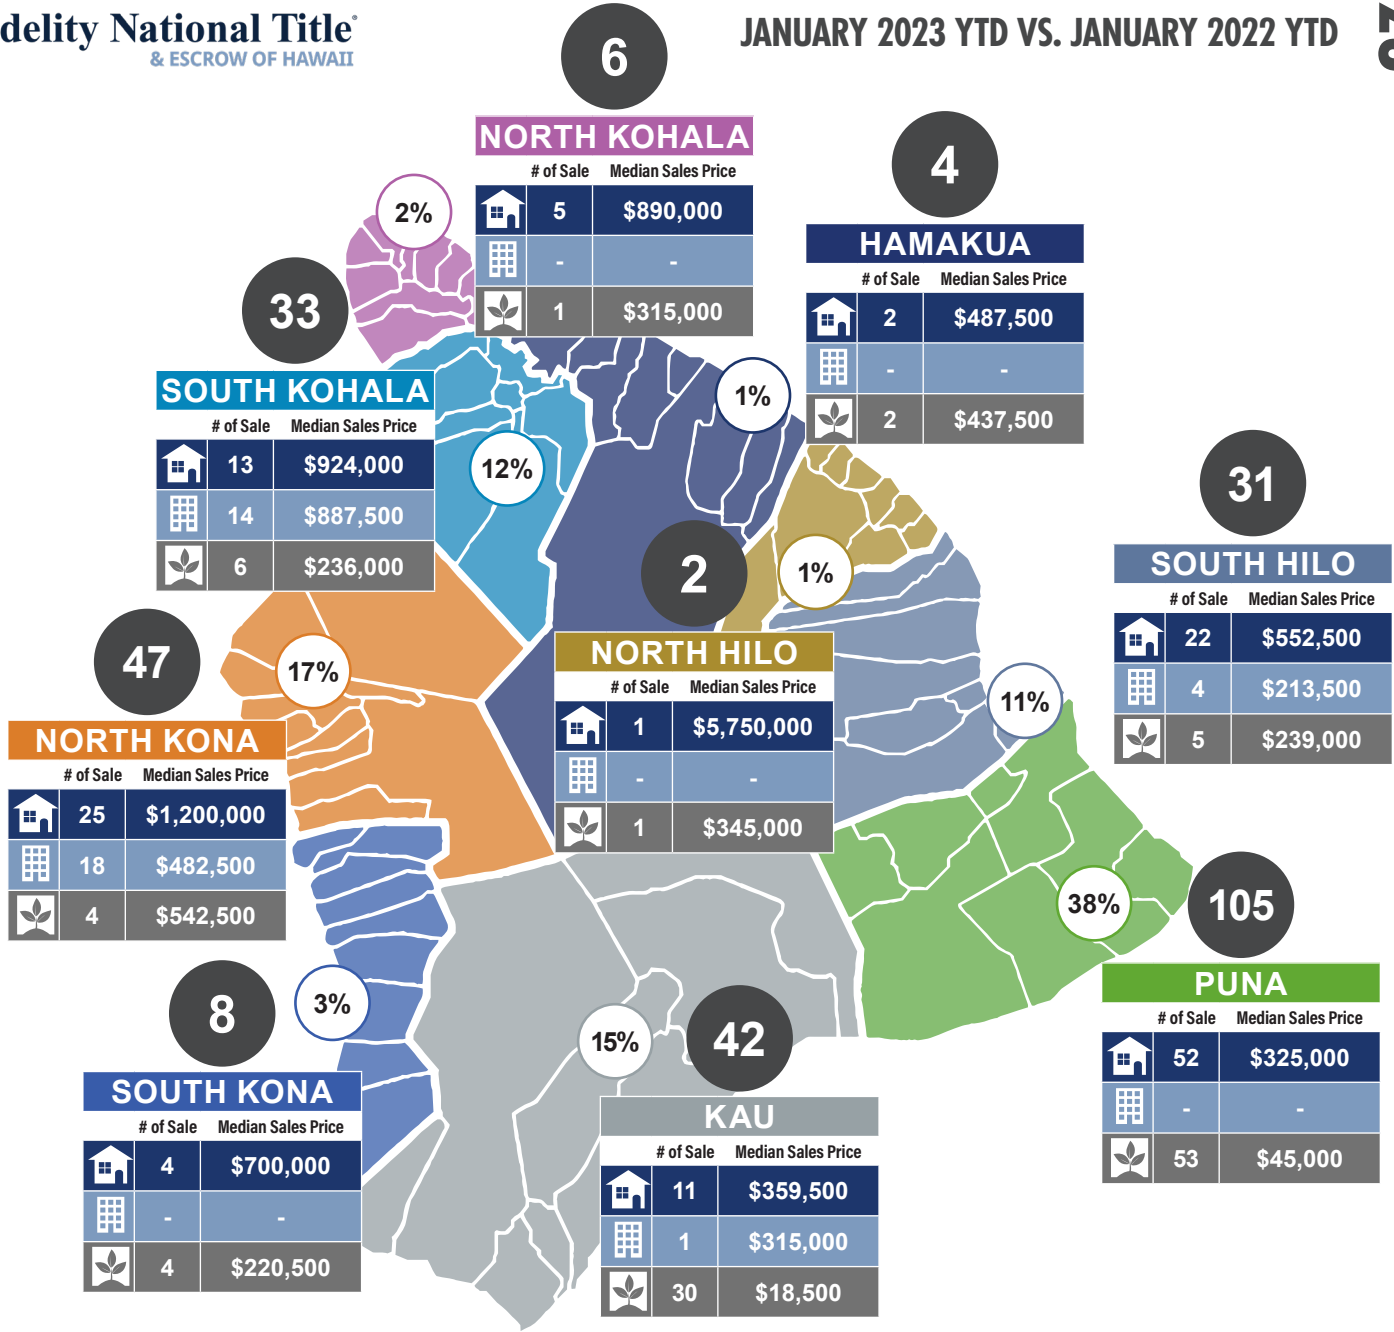 delity National Title
& ESCROW OF HAWAII
JANUARY 2023 YTD VS. JANUARY 2022 YTD
6
NORTH KOHALA
# of Sale Median Sales Price
5 $890,000
- -
1 $315,000
2%
4
HAMAKUA
# of Sale Median Sales Price
2 $487,500
- -
2 $437,500
1%
33
SOUTH KOHALA
# of Sale Median Sales Price
13 $924,000
14 $887,500
6 $236,000
12%
31
SOUTH HILO
# of Sale Median Sales Price
22 $552,500
4 $213,500
5 $239,000
11%
2
1%
NORTH HILO
# of Sale Median Sales Price
1 $5,750,000
- -
1 $345,000
47
17%
NORTH KONA
# of Sale Median Sales Price
25 $1,200,000
18 $482,500
4 $542,500
38%
105
PUNA
# of Sale Median Sales Price
52 $325,000
- -
53 $45,000
8
3%
SOUTH KONA
# of Sale Median Sales Price
4 $700,000
- -
4 $220,500
15%
42
KAU
# of Sale Median Sales Price
11 $359,500
1 $315,000
30 $18,500